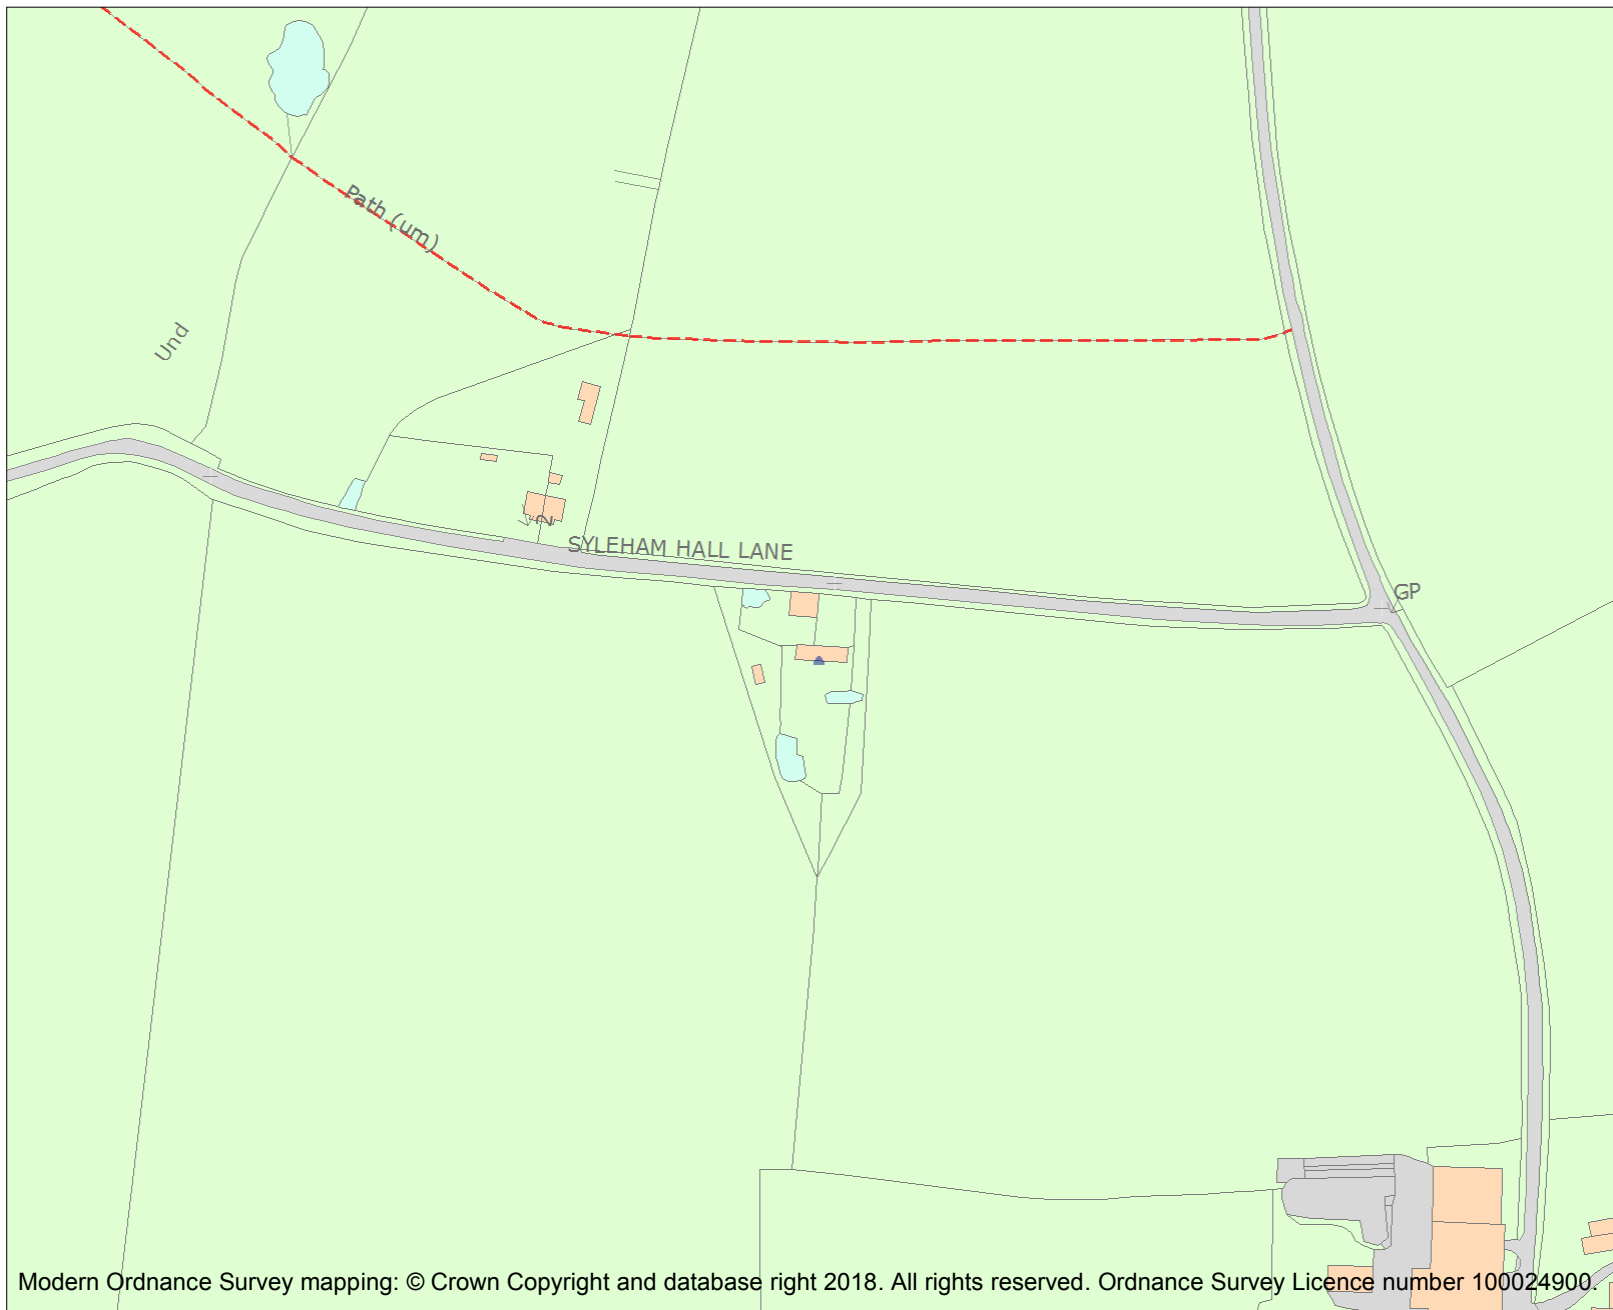 Path (um)
Und
2
SYLEHAM HALL LANE
GP
Modern Ordnance Survey mapping: © Crown Copyright and database right 2018. All rights reserved. Ordnance Survey Licence number 100024900.